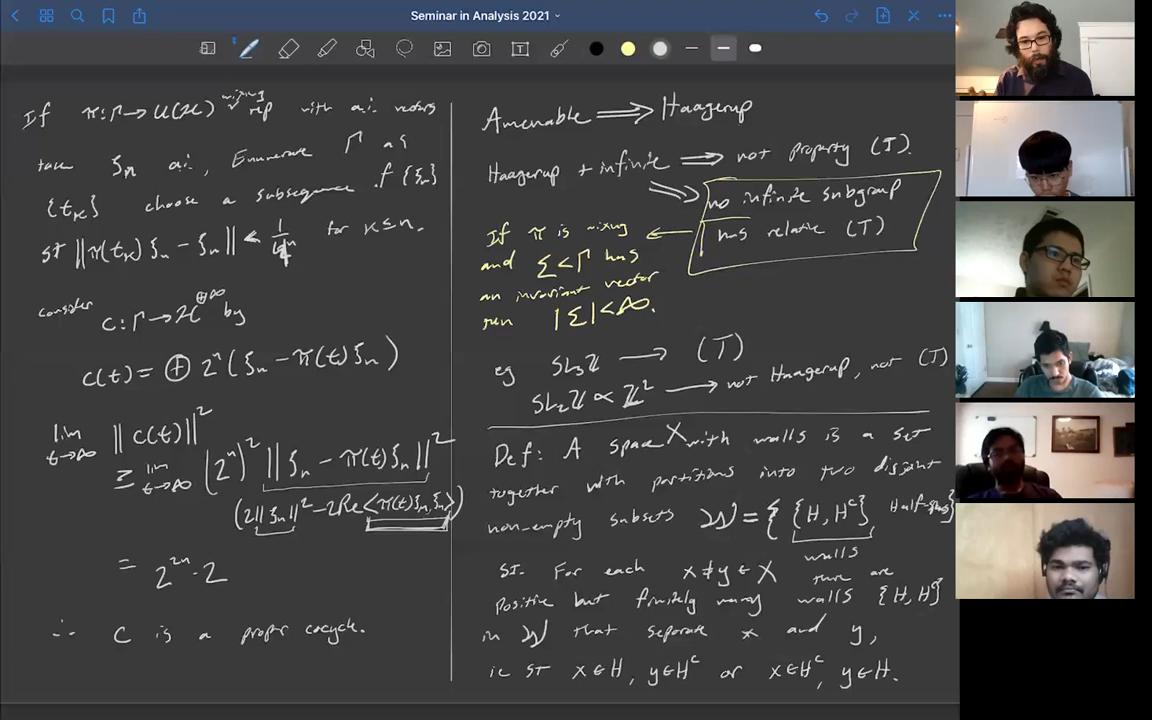 Seminar in Analysis 2021
If π: Γ → U(H) mixing rep with a.i. vectors
take ξn a.i., Enumerate Γ as
{tκ} choose a subsequence of {ξn}
st ||π(tκ)ξn - ξn|| < 1/4^n for κ ≤ n.
consider
c: Γ → H^⊕∞ by
c(t) = ⊕ 2^n (ξn - π(t)ξn)
lim t→∞ ||c(t)||^2
≥ lim t→∞ (2^n)^2 ||ξn - π(t)ξn||^2
(2||ξn||^2 - 2Re<π(t)ξn, ξn>)
= 2^2n · 2
∴ c is a proper cocycle.
Amenable ⟹ Haagerup
Haagerup + infinite ⟹ not property (T).
⟹ no infinite subgroup
has relative (T)
If π is mixing
and Σ < Γ has
an invariant vector
then |Σ| < ∞.
eg SL3ℤ → (T)
SL2ℤ ∝ ℤ^2 → not Haagerup, not (T)
Def: A space X with walls is a set
together with partitions into two disjoint
non-empty subsets W = { {H, H^c}, Half-spaces}
walls
st. For each x ≠ y ∈ X there are
positive but finitely many walls {H, H^c}
in W that separate x and y,
ie st x ∈ H, y ∈ H^c or x ∈ H^c, y ∈ H.